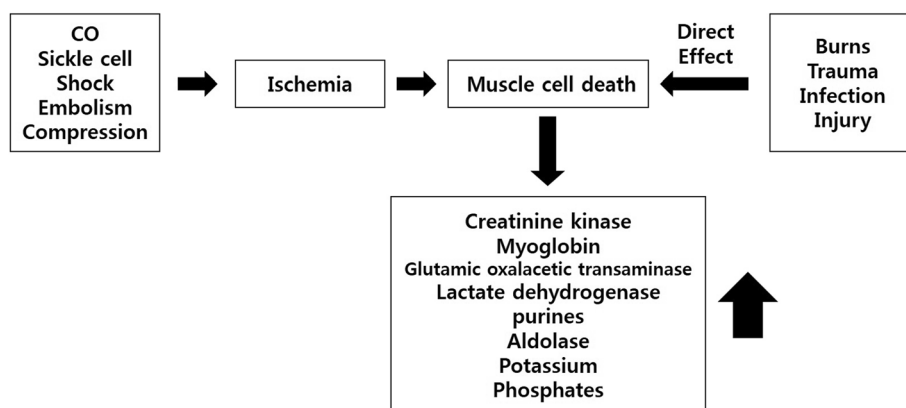 CO
Sickle cell
Shock
Embolism
Compression
Ischemia
Muscle cell death
Direct
Effect
Burns
Trauma
Infection
Injury
Creatinine kinase
Myoglobin
Glutamic oxalacetic transaminase
Lactate dehydrogenase
purines
Aldolase
Potassium
Phosphates